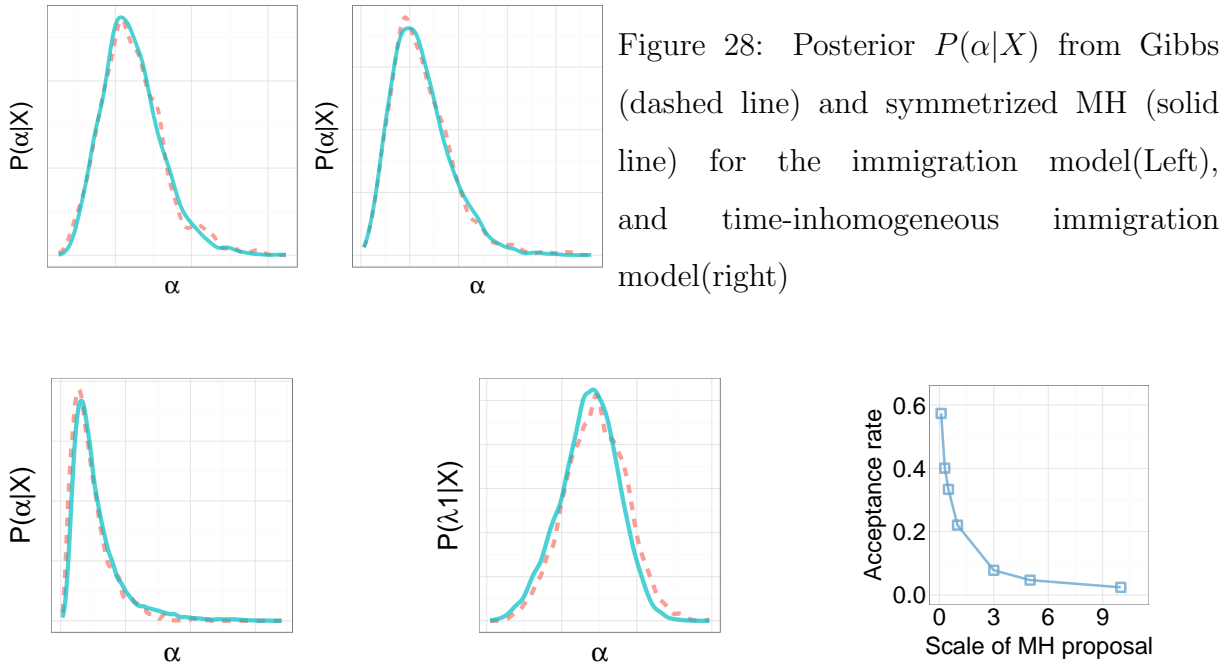 P(α|X)
α
P(α|X)
α
Figure 28: Posterior P(α|X) from Gibbs
(dashed line) and symmetrized MH (solid
line) for the immigration model(Left),
and time-inhomogeneous immigration
model(right)
P(α|X)
α
P(λ1|X)
α
Acceptance rate
0.6
0.4
0.2
0.0
0 3 6 9
Scale of MH proposal